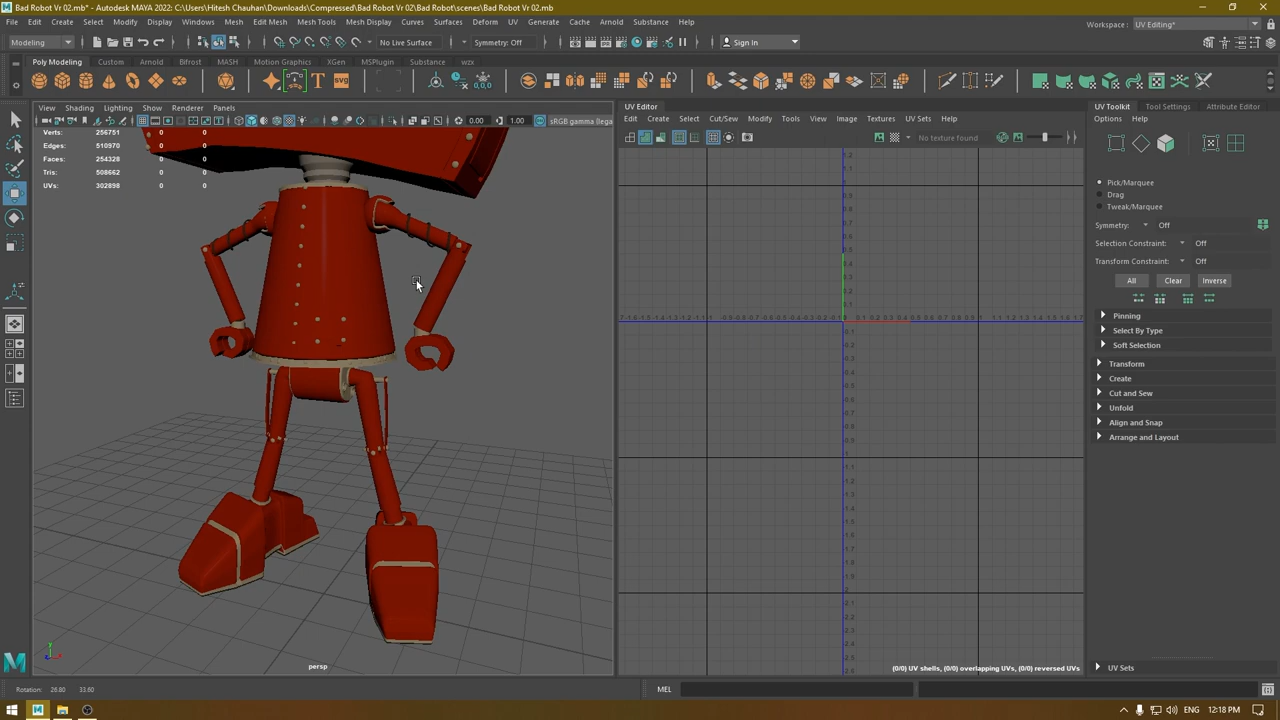 Bad Robot Vr 02.mb* - Autodesk MAYA 2022: C:\Users\Hitesh Chauhan\Downloads\Compressed\Bad Robot Vr 02\Bad Robot\scenes\Bad Robot Vr 02.mb
File Edit Create Select Modify Display Windows Mesh Edit Mesh Mesh Tools Mesh Display Curves Surfaces Deform UV Generate Cache Arnold Substance Help
Workspace: UV Editing*
Modeling No Live Surface Symmetry: Off Sign In
Poly Modeling Custom Arnold Bifrost MASH Motion Graphics XGen MSPlugin Substance wzx
View Shading Lighting Show Renderer Panels
0.00 1.00 sRGB gamma (lega
Verts: 256751 0 0
Edges: 510970 0 0
Faces: 254328 0 0
Tris: 508662 0 0
UVs: 302898 0 0
persp
UV Editor
Edit Create Select Cut/Sew Modify Tools View Image Textures UV Sets Help
No texture found
(0/0) UV shells, (0/0) overlapping UVs, (0/0) reversed UVs
UV Toolkit Tool Settings Attribute Editor
Options Help
Pick/Marquee
Drag
Tweak/Marquee
Symmetry: Off
Selection Constraint: Off
Transform Constraint: Off
All Clear Inverse
Pinning
Select By Type
Soft Selection
Transform
Create
Cut and Sew
Unfold
Align and Snap
Arrange and Layout
UV Sets
Rotation: 26.80 33.60
MEL
ENG 12:18 PM